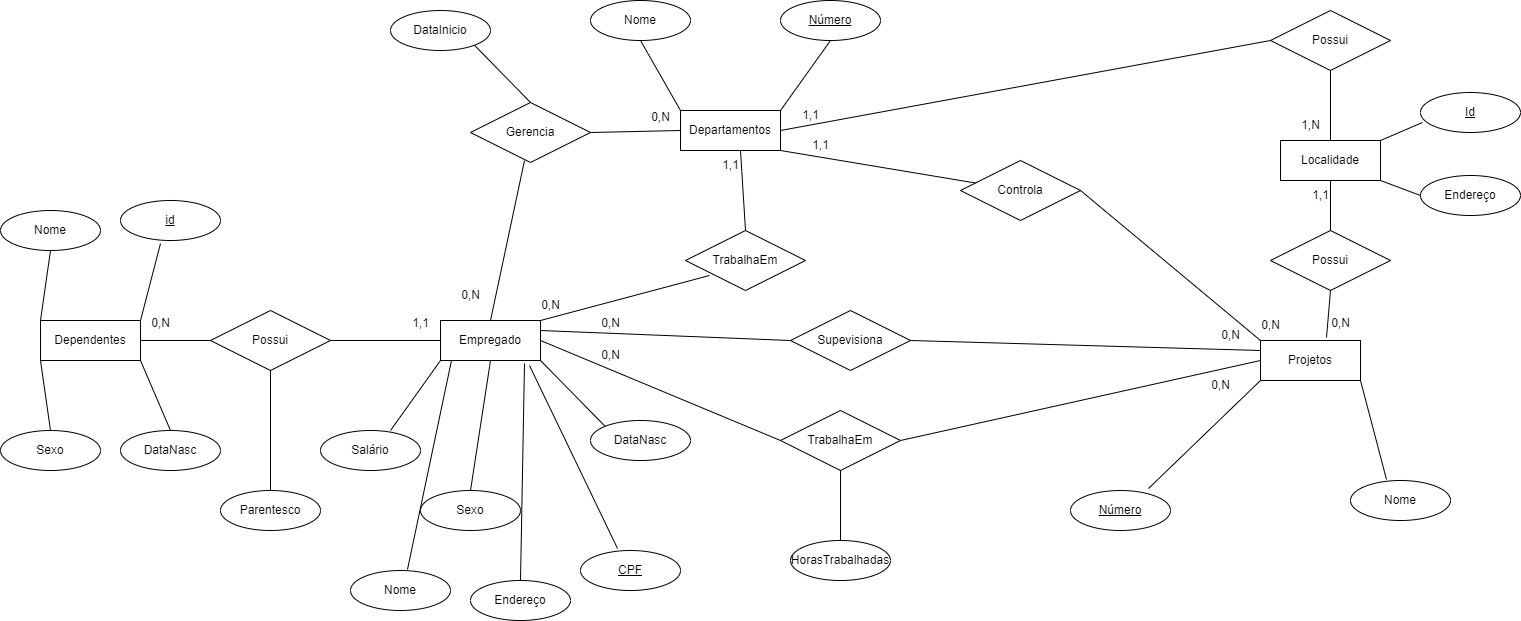 DataInicio
Nome
Número
Possui
0,N
1,1
Gerencia
Departamentos
1,N
Id
1,1
1,1
Localidade
Controla
1,1
Endereço
Nome
id
TrabalhaEm
Possui
0,N
0,N
0,N
1,1
0,N
0,N
0,N
0,N
Dependentes
Possui
Empregado
Supevisiona
0,N
Projetos
0,N
Sexo
DataNasc
Salário
DataNasc
TrabalhaEm
Parentesco
Sexo
Número
Nome
HorasTrabalhadas
CPF
Nome
Endereço